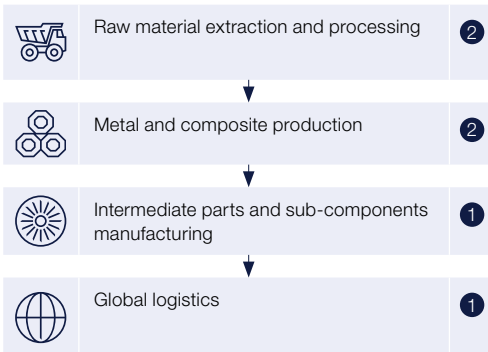 Raw material extraction and processing
2
Metal and composite production
2
Intermediate parts and sub-components
manufacturing
1
Global logistics
1